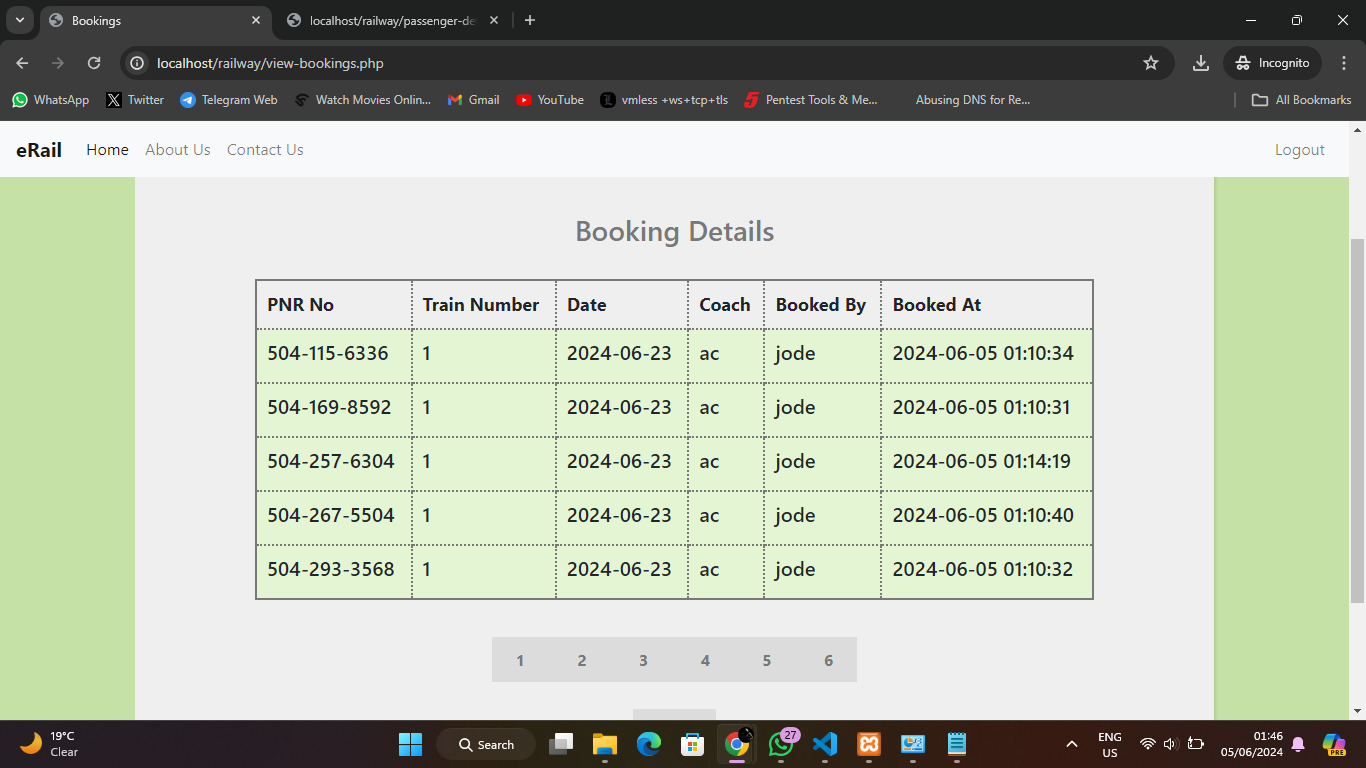 Bookings
localhost/railway/passenger-de
localhost/railway/view-bookings.php
Incognito
WhatsApp Twitter Telegram Web Watch Movies Onlin... Gmail YouTube vmless +ws+tcp+tls Pentest Tools & Me... Abusing DNS for Re... All Bookmarks
eRail Home About Us Contact Us Logout
Booking Details
PNR No Train Number Date Coach Booked By Booked At
504-115-6336 1 2024-06-23 ac jode 2024-06-05 01:10:34
504-169-8592 1 2024-06-23 ac jode 2024-06-05 01:10:31
504-257-6304 1 2024-06-23 ac jode 2024-06-05 01:14:19
504-267-5504 1 2024-06-23 ac jode 2024-06-05 01:10:40
504-293-3568 1 2024-06-23 ac jode 2024-06-05 01:10:32
1 2 3 4 5 6
19°C
Clear
Search
27
PRE
ENG
US
01:46
05/06/2024